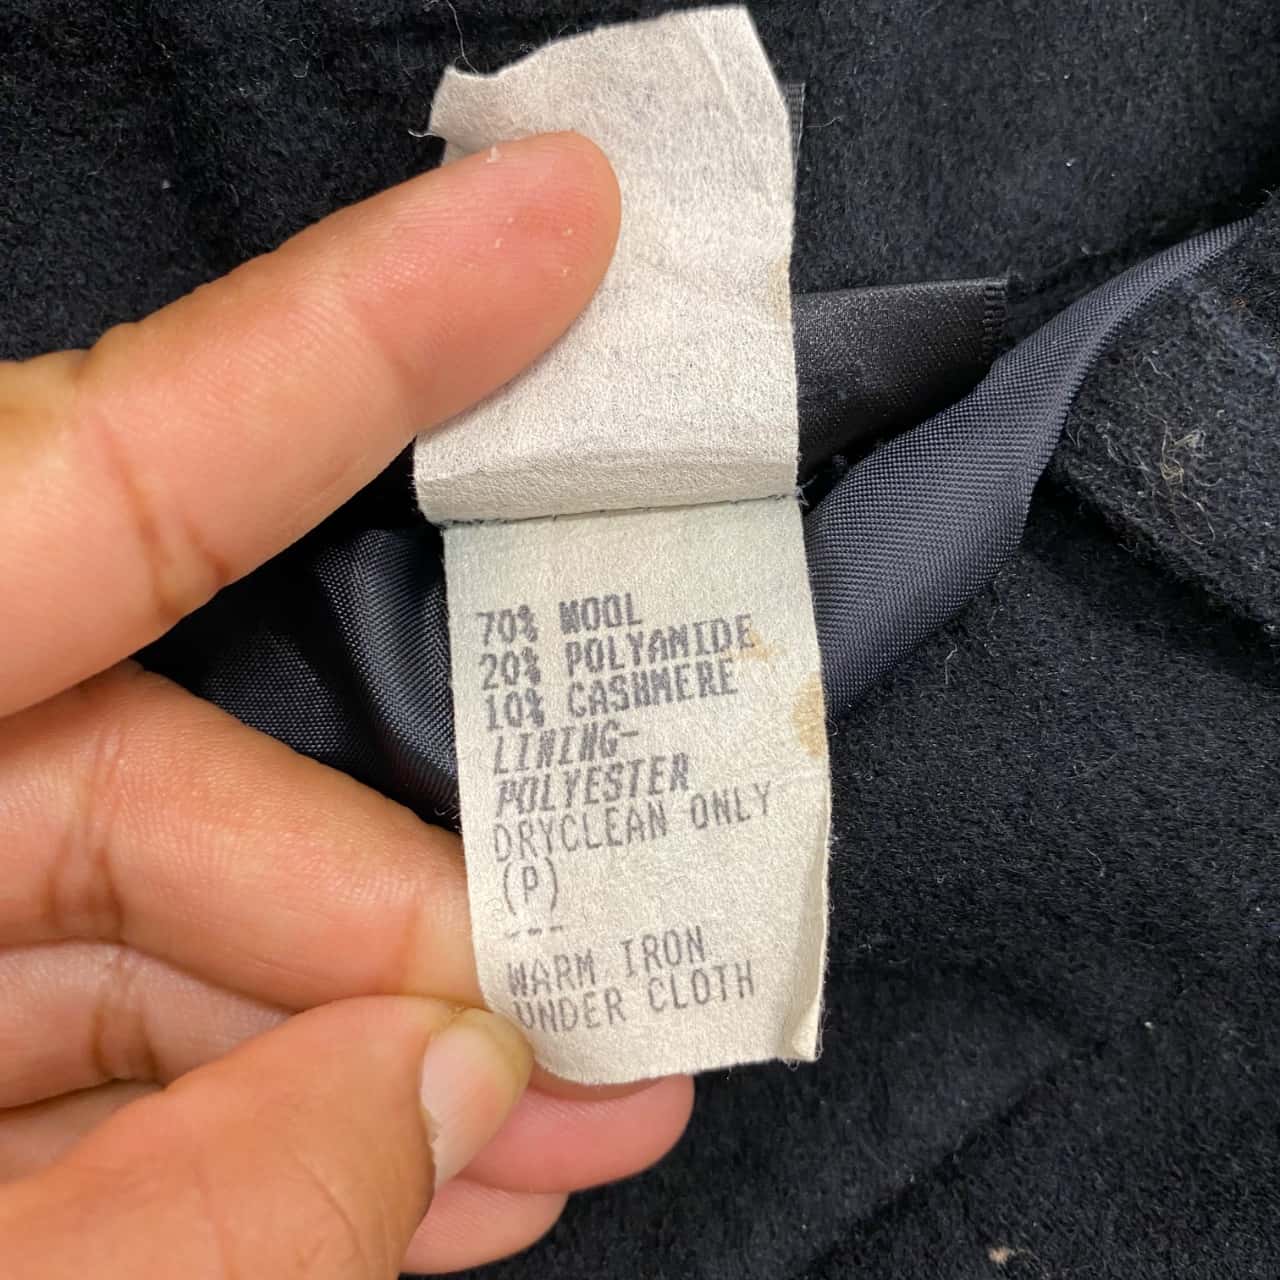 70% WOOL
20% POLYAMIDE
10% CASHMERE
LINING-
POLYESTER
DRYCLEAN ONLY
(P)
---
WARM IRON
UNDER CLOTH